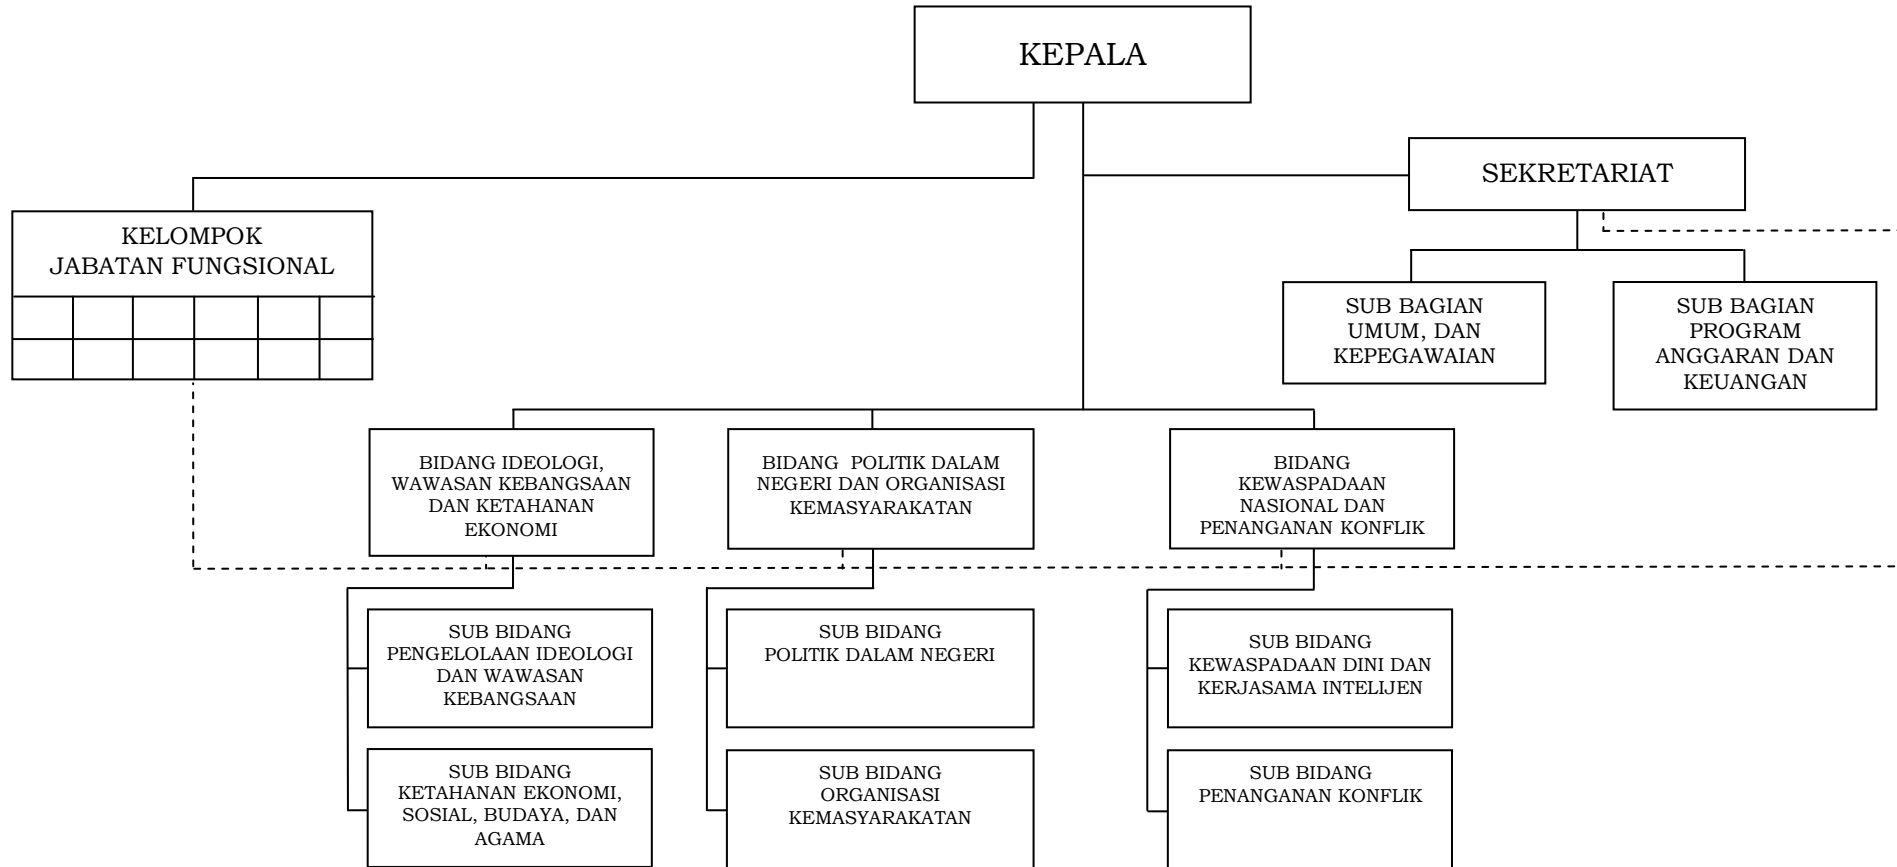 KEPALA
SEKRETARIAT
KELOMPOK
JABATAN FUNGSIONAL
SUB BAGIAN
UMUM, DAN
KEPEGAWAIAN
SUB BAGIAN
PROGRAM
ANGGARAN DAN
KEUANGAN
BIDANG IDEOLOGI,
WAWASAN KEBANGSAAN
DAN KETAHANAN
EKONOMI
BIDANG POLITIK DALAM
NEGERI DAN ORGANISASI
KEMASYARAKATAN
BIDANG
KEWASPADAAN
NASIONAL DAN
PENANGANAN KONFLIK
SUB BIDANG
PENGELOLAAN IDEOLOGI
DAN WAWASAN
KEBANGSAAN
SUB BIDANG
POLITIK DALAM NEGERI
SUB BIDANG
KEWASPADAAN DINI DAN
KERJASAMA INTELIJEN
SUB BIDANG
KETAHANAN EKONOMI,
SOSIAL, BUDAYA, DAN
AGAMA
SUB BIDANG
ORGANISASI
KEMASYARAKATAN
SUB BIDANG
PENANGANAN KONFLIK